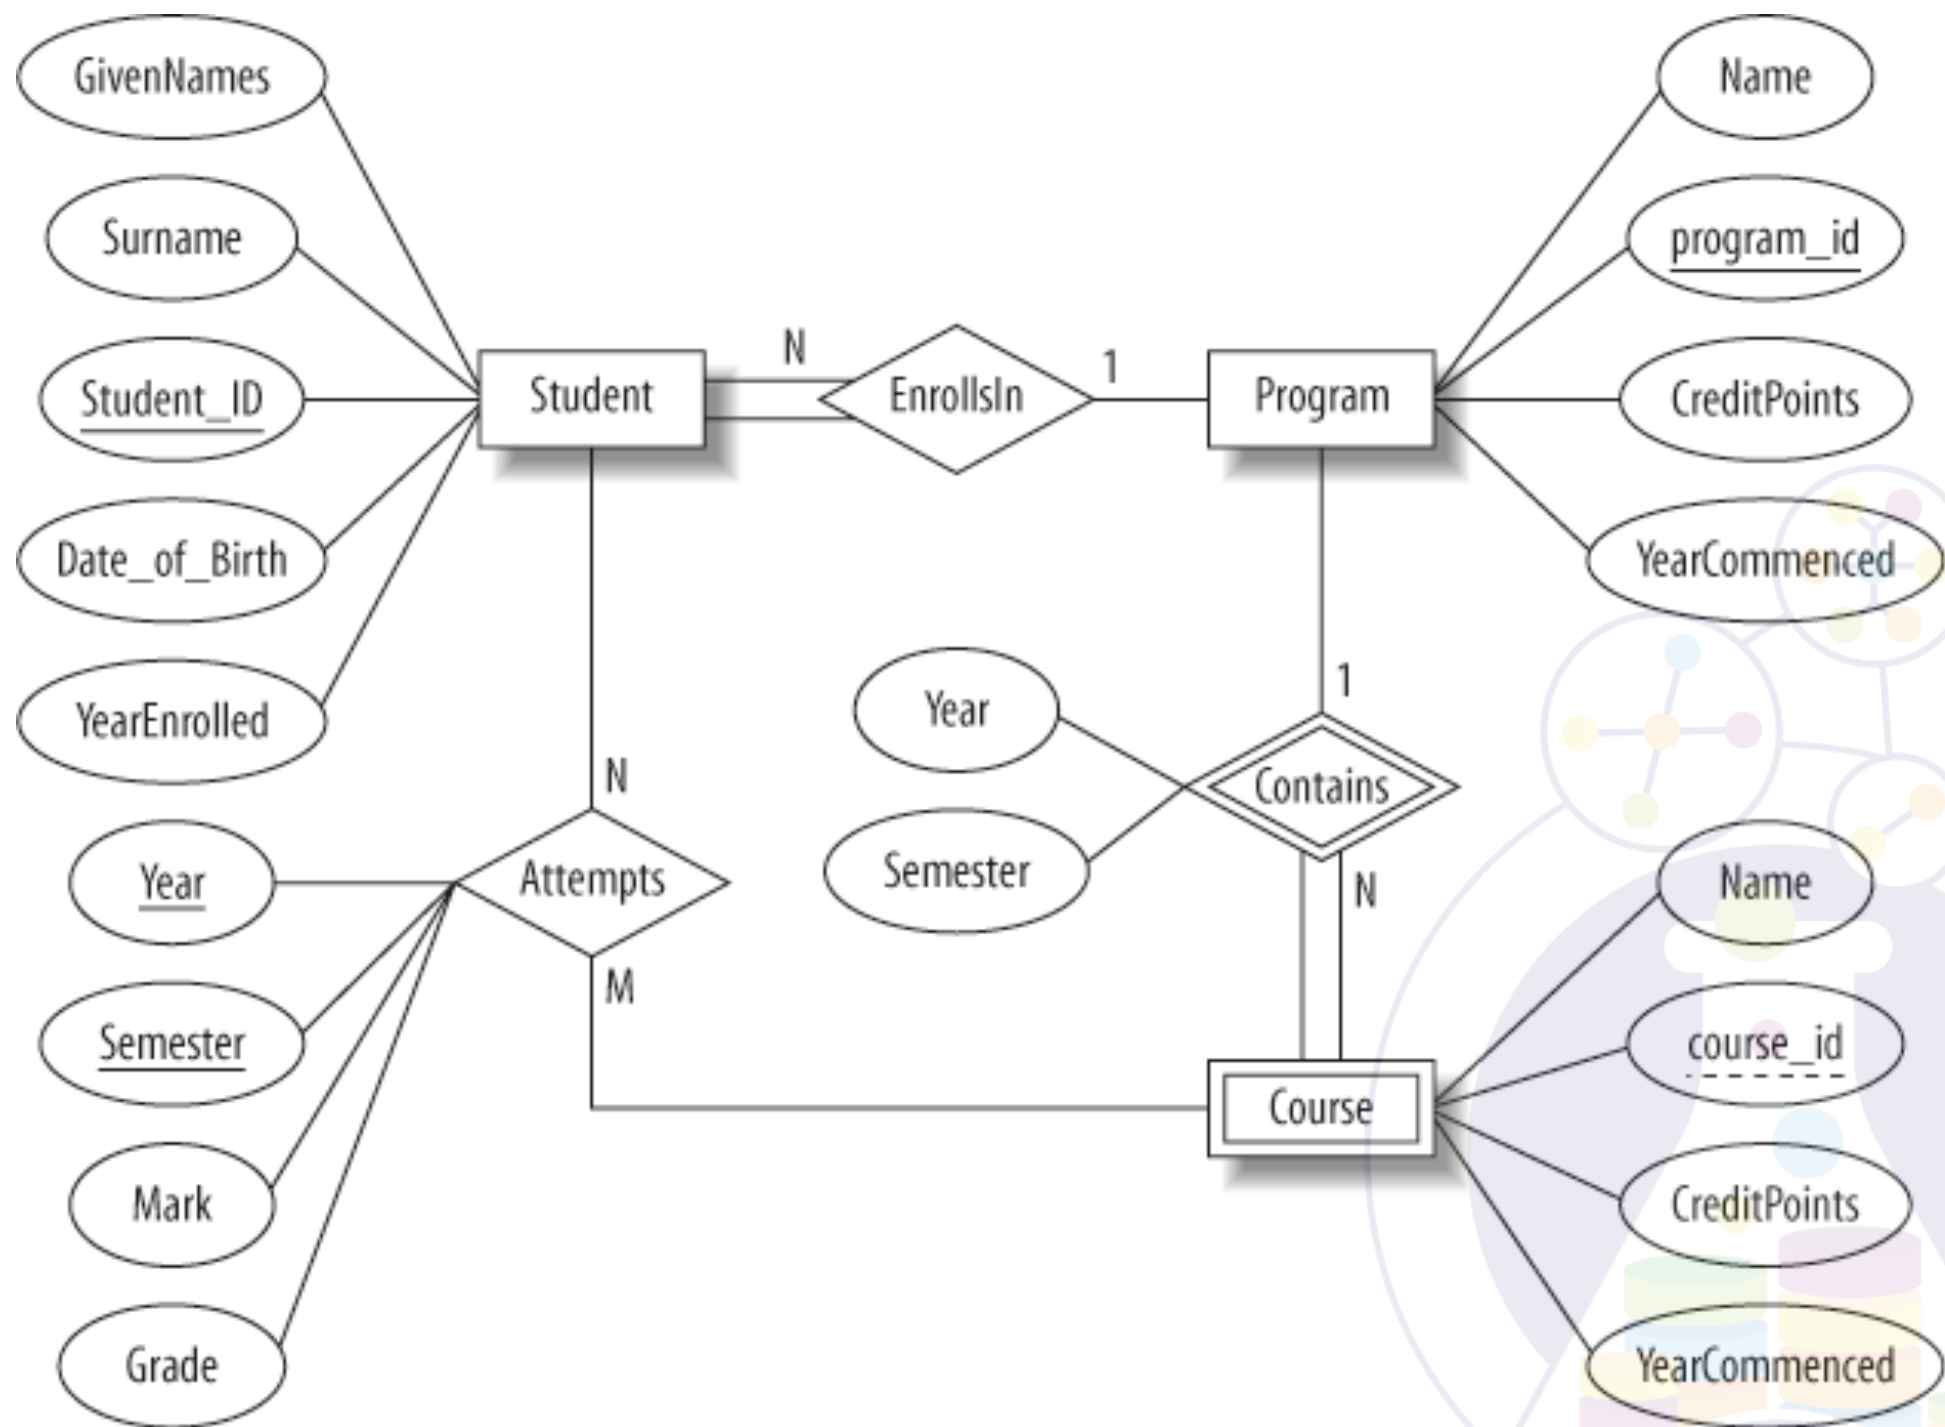 GivenNames
Surname
Student_ID
Date_of_Birth
YearEnrolled
Year
Semester
Mark
Grade
Student
N
EnrollsIn
1
Program
Name
program_id
CreditPoints
YearCommenced
N
Attempts
M
Year
Semester
1
Contains
N
Course
Name
course_id
CreditPoints
YearCommenced